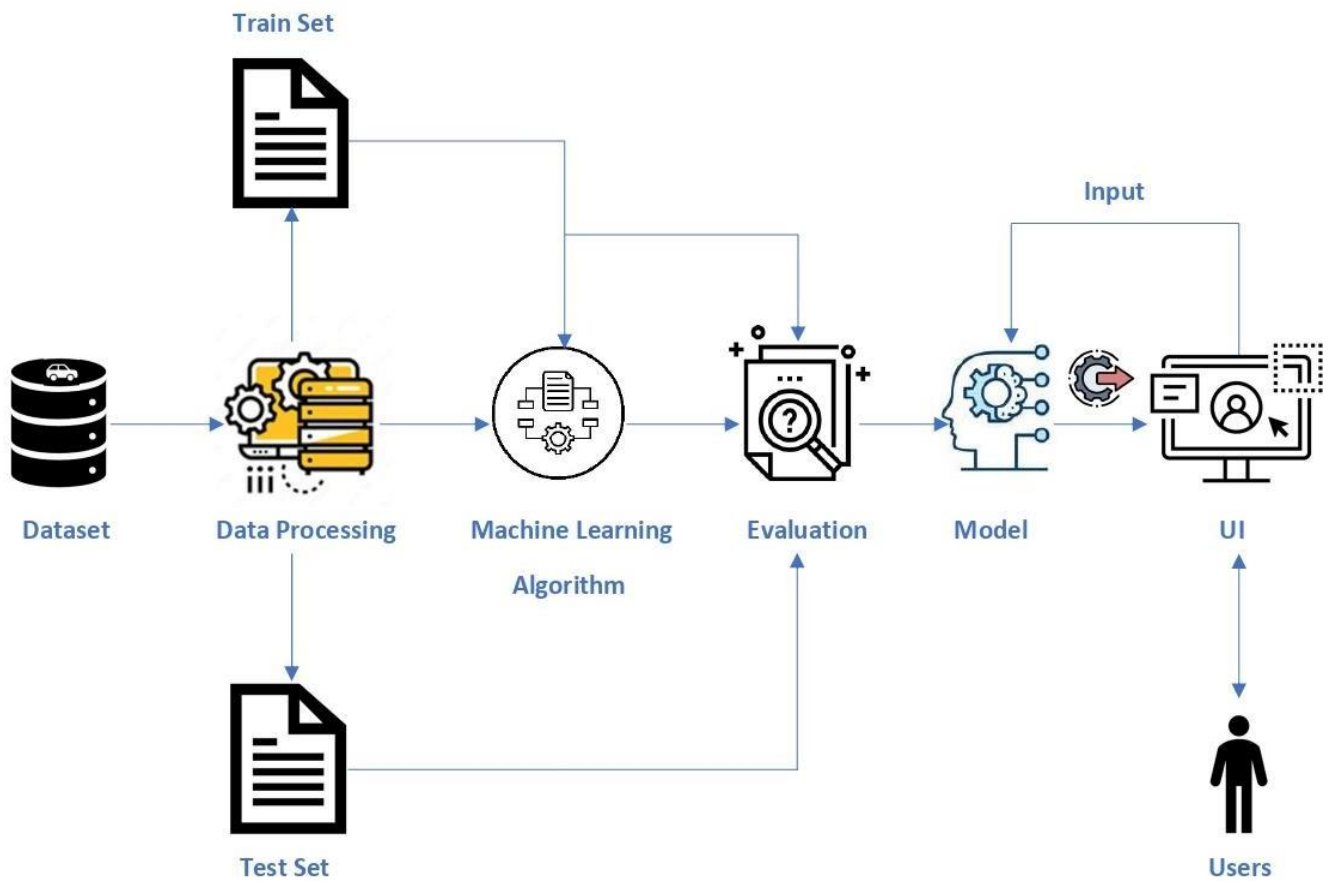 Train Set
Input
Dataset
Data Processing
Machine Learning
Algorithm
Evaluation
Model
UI
Test Set
Users